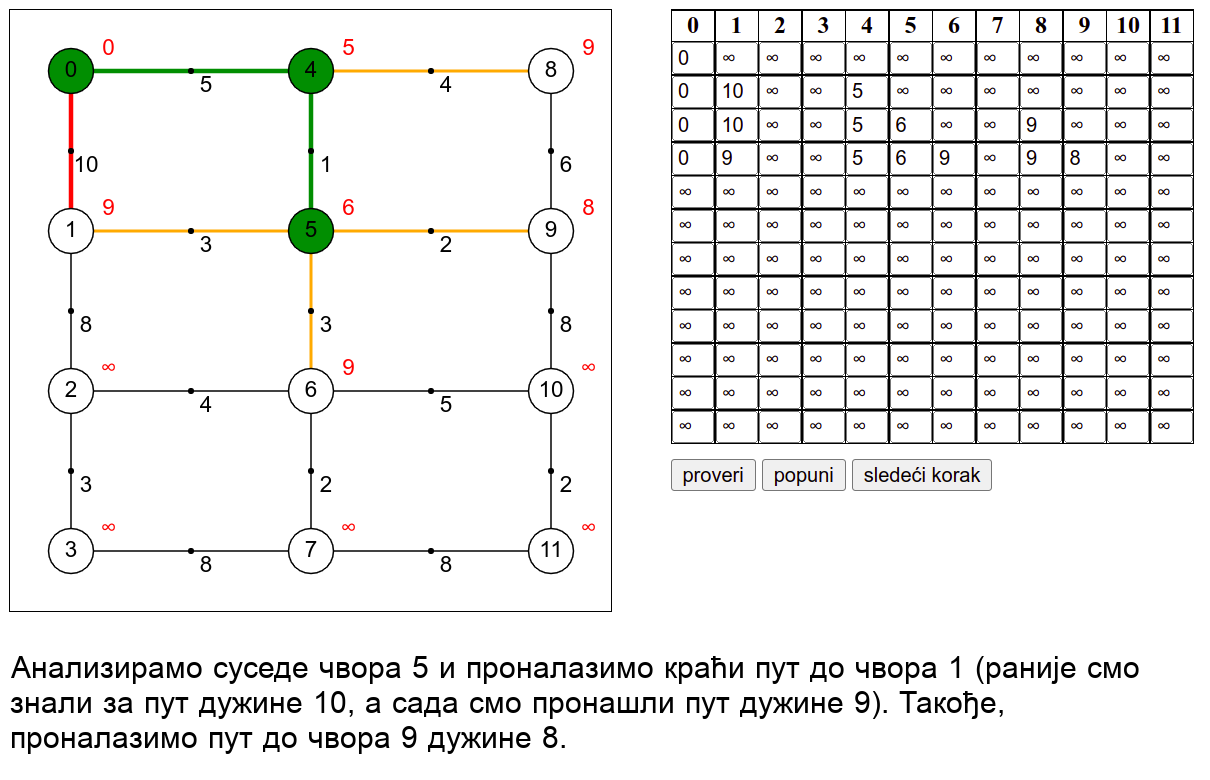 0 5 9
0 4 8
5 4
10 1 6
9 6 8
1 5 9
3 2
8 3 8
∞ 9 ∞
2 6 10
4 5
3 2 2
∞ ∞ ∞
3 7 11
8 8
0 1 2 3 4 5 6 7 8 9 10 11
0 ∞ ∞ ∞ ∞ ∞ ∞ ∞ ∞ ∞ ∞ ∞
0 10 ∞ ∞ 5 ∞ ∞ ∞ ∞ ∞ ∞ ∞
0 10 ∞ ∞ 5 6 ∞ ∞ 9 ∞ ∞ ∞
0 9 ∞ ∞ 5 6 9 ∞ 9 8 ∞ ∞
∞ ∞ ∞ ∞ ∞ ∞ ∞ ∞ ∞ ∞ ∞ ∞
∞ ∞ ∞ ∞ ∞ ∞ ∞ ∞ ∞ ∞ ∞ ∞
∞ ∞ ∞ ∞ ∞ ∞ ∞ ∞ ∞ ∞ ∞ ∞
∞ ∞ ∞ ∞ ∞ ∞ ∞ ∞ ∞ ∞ ∞ ∞
∞ ∞ ∞ ∞ ∞ ∞ ∞ ∞ ∞ ∞ ∞ ∞
∞ ∞ ∞ ∞ ∞ ∞ ∞ ∞ ∞ ∞ ∞ ∞
∞ ∞ ∞ ∞ ∞ ∞ ∞ ∞ ∞ ∞ ∞ ∞
∞ ∞ ∞ ∞ ∞ ∞ ∞ ∞ ∞ ∞ ∞ ∞
proveri popuni sledeći korak
Анализирамо суседе чвора 5 и проналазимо краћи пут до чвора 1 (раније смо
знали за пут дужине 10, а сада смо пронашли пут дужине 9). Такође,
проналазимо пут до чвора 9 дужине 8.